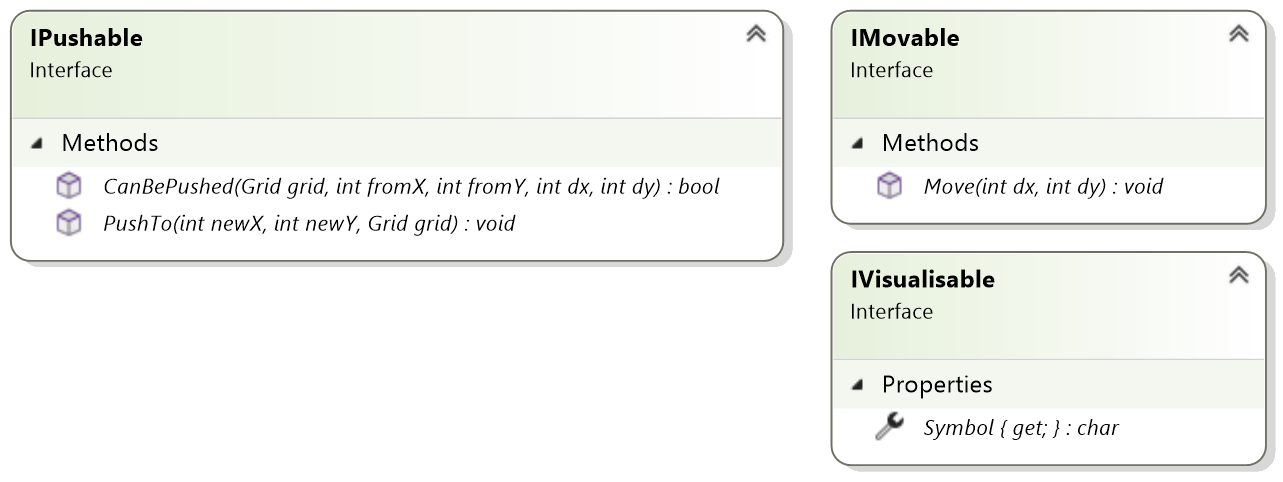 IPushable
Interface
Methods
CanBePushed(Grid grid, int fromX, int fromY, int dx, int dy) : bool
PushTo(int newX, int newY, Grid grid) : void
IMovable
Interface
Methods
Move(int dx, int dy) : void
IVisualisable
Interface
Properties
Symbol { get; } : char